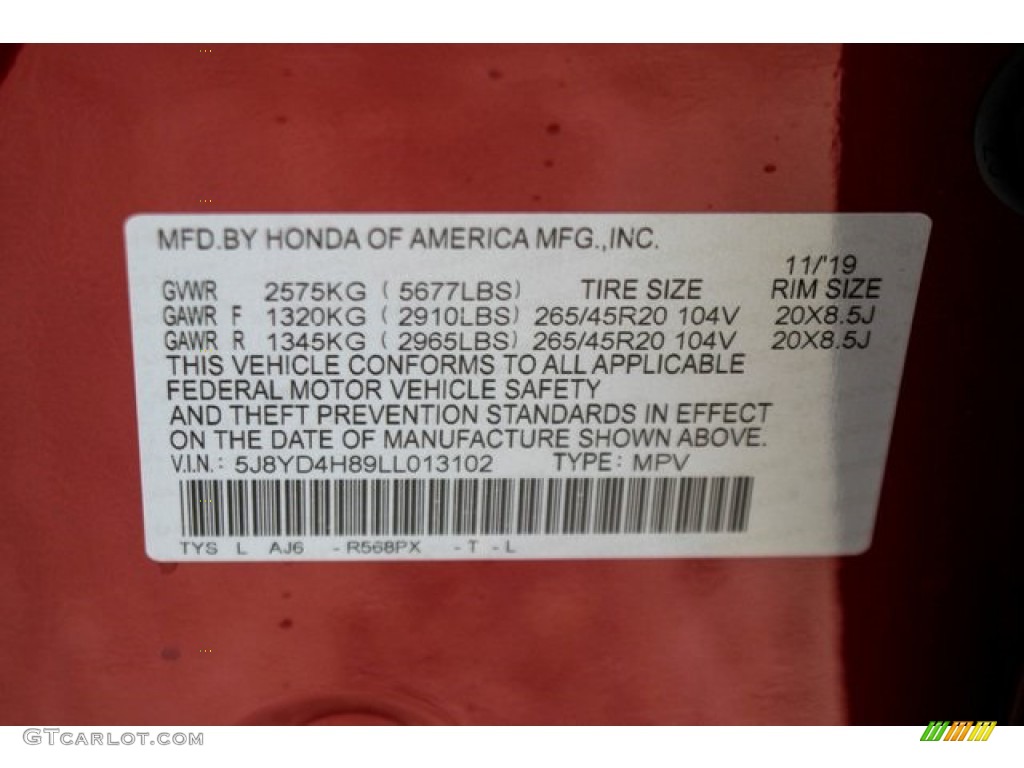 MFD.BY HONDA OF AMERICA MFG.,INC.
11/'19
GVWR 2575KG ( 5677LBS) TIRE SIZE RIM SIZE
GAWR F 1320KG ( 2910LBS) 265/45R20 104V 20X8.5J
GAWR R 1345KG ( 2965LBS) 265/45R20 104V 20X8.5J
THIS VEHICLE CONFORMS TO ALL APPLICABLE
FEDERAL MOTOR VEHICLE SAFETY
AND THEFT PREVENTION STANDARDS IN EFFECT
ON THE DATE OF MANUFACTURE SHOWN ABOVE.
V.I.N.: 5J8YD4H89LL013102 TYPE: MPV
TYS L AJ6 - R568PX - T - L
GTCARLOT.COM